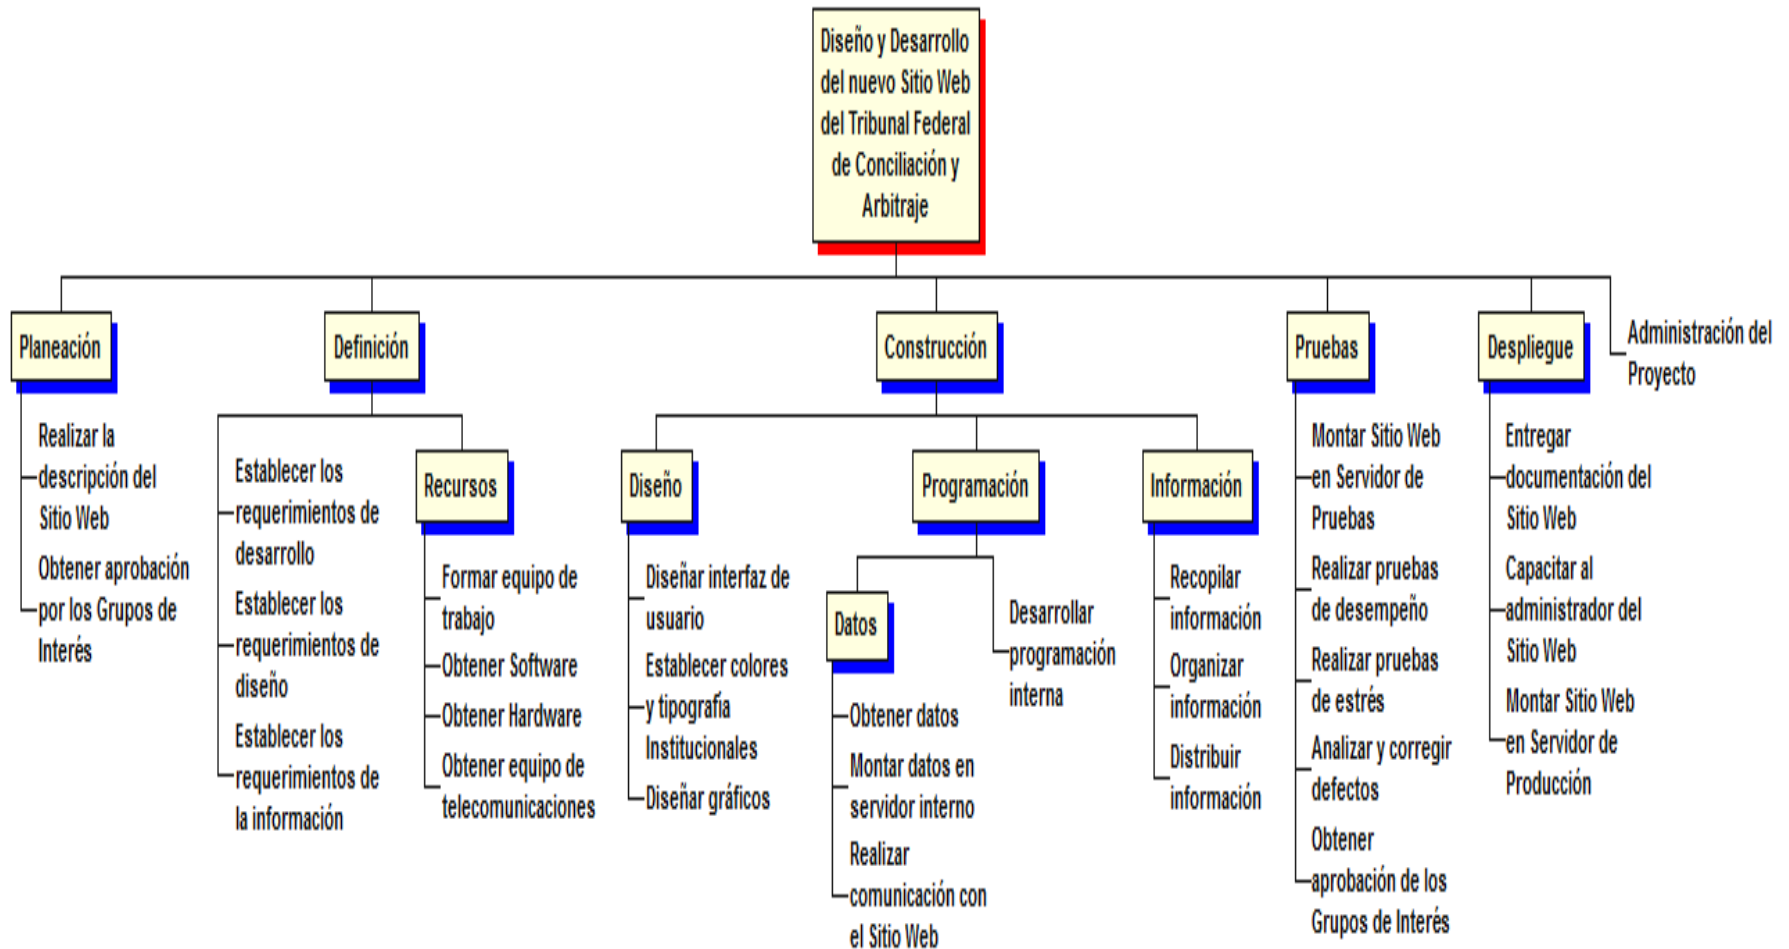 Diseño y Desarrollo
del nuevo Sitio Web
del Tribunal Federal
de Conciliación y
Arbitraje
Planeación
Realizar la
descripción del
Sitio Web
Obtener aprobación
por los Grupos de
Interés
Definición
Establecer los
requerimientos de
desarrollo
Establecer los
requerimientos de
diseño
Establecer los
requerimientos de
la información
Recursos
Formar equipo de
trabajo
Obtener Software
Obtener Hardware
Obtener equipo de
telecomunicaciones
Construcción
Diseño
Diseñar interfaz de
usuario
Establecer colores
y tipografía
Institucionales
Diseñar gráficos
Programación
Datos
Obtener datos
Montar datos en
servidor interno
Realizar
comunicación con
el Sitio Web
Desarrollar
programación
interna
Información
Recopilar
información
Organizar
información
Distribuir
información
Pruebas
Montar Sitio Web
en Servidor de
Pruebas
Realizar pruebas
de desempeño
Realizar pruebas
de estrés
Analizar y corregir
defectos
Obtener
aprobación de los
Grupos de Interés
Despliegue
Entregar
documentación del
Sitio Web
Capacitar al
administrador del
Sitio Web
Montar Sitio Web
en Servidor de
Producción
Administración del
Proyecto